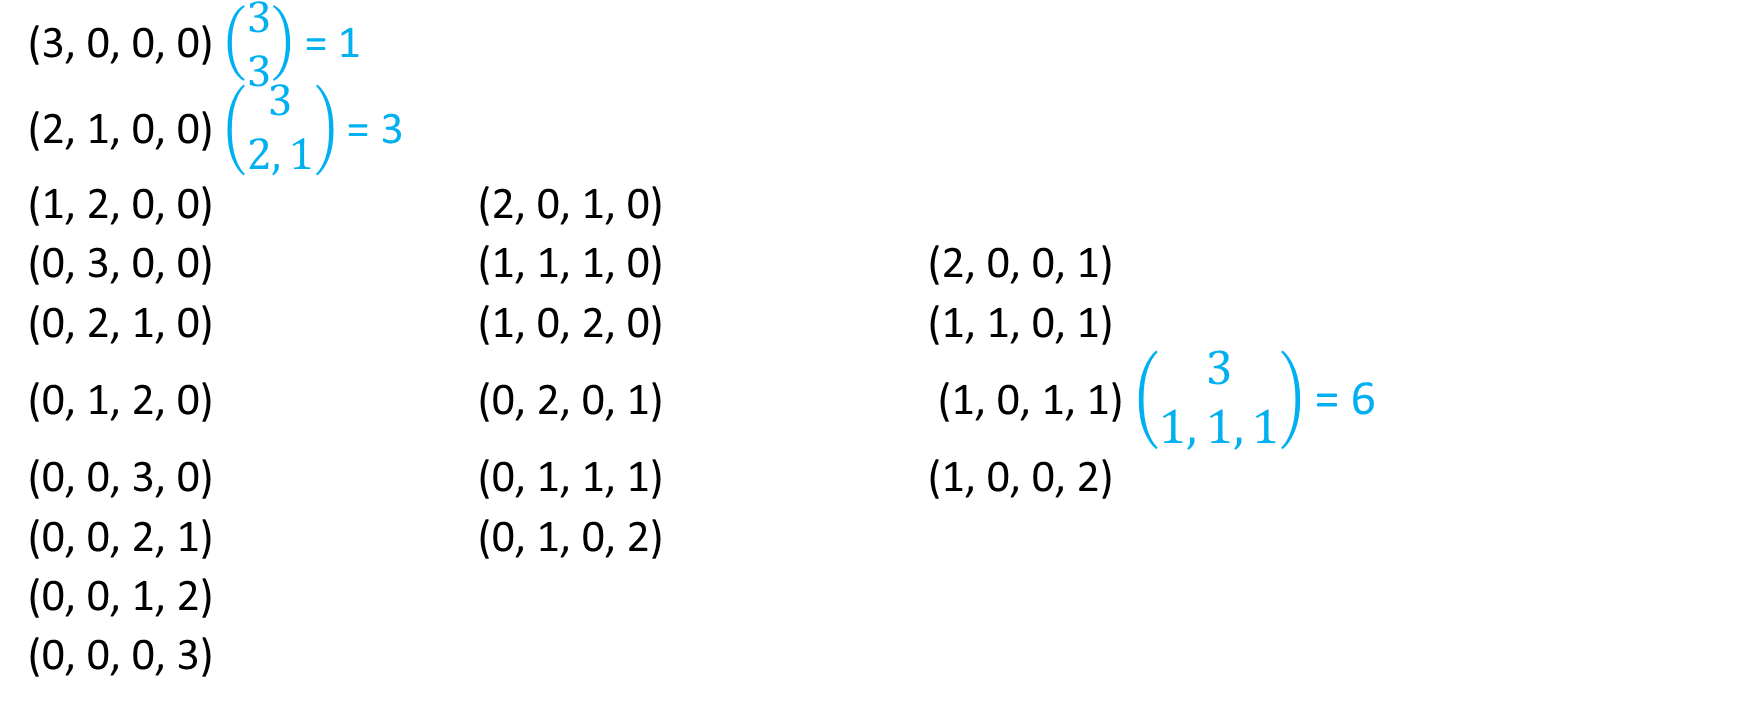 (3, 0, 0, 0) (3 3) = 1
(2, 1, 0, 0) (3 2, 1) = 3
(1, 2, 0, 0) (2, 0, 1, 0)
(0, 3, 0, 0) (1, 1, 1, 0) (2, 0, 0, 1)
(0, 2, 1, 0) (1, 0, 2, 0) (1, 1, 0, 1)
(0, 1, 2, 0) (0, 2, 0, 1) (1, 0, 1, 1) (3 1, 1, 1) = 6
(0, 0, 3, 0) (0, 1, 1, 1) (1, 0, 0, 2)
(0, 0, 2, 1) (0, 1, 0, 2)
(0, 0, 1, 2)
(0, 0, 0, 3)